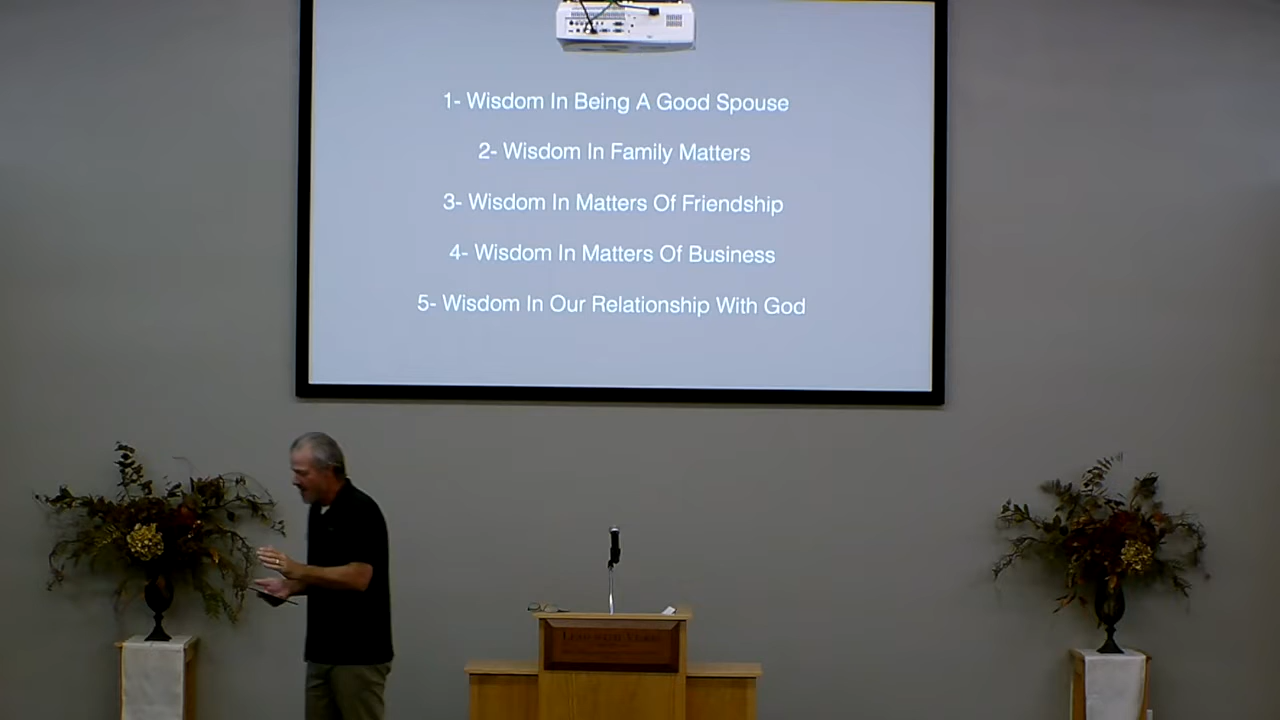 1- Wisdom In Being A Good Spouse
2- Wisdom In Family Matters
3- Wisdom In Matters Of Friendship
4- Wisdom In Matters Of Business
5- Wisdom In Our Relationship With God